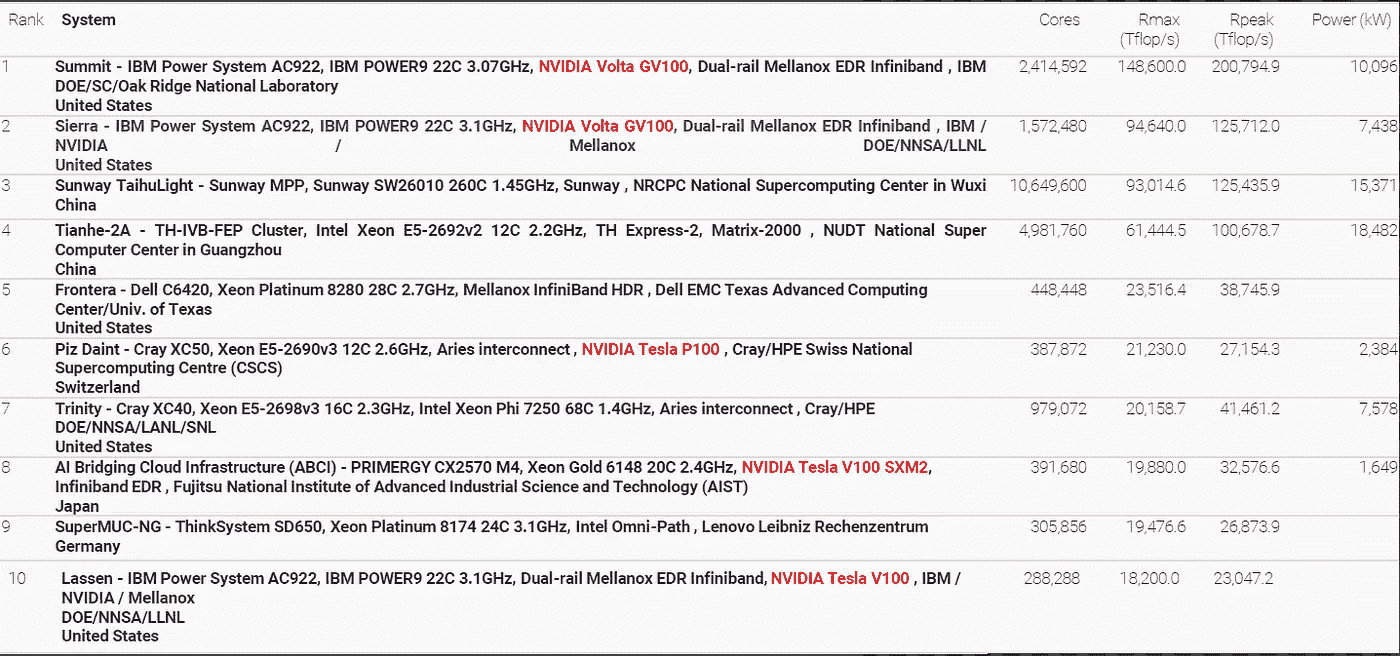 Rank System Cores Rmax Rpeak Power (kW)
(Tflop/s) (Tflop/s)
1 Summit - IBM Power System AC922, IBM POWER9 22C 3.07GHz, NVIDIA Volta GV100, Dual-rail Mellanox EDR Infiniband , IBM 2,414,592 148,600.0 200,794.9 10,096
DOE/SC/Oak Ridge National Laboratory
United States
2 Sierra - IBM Power System AC922, IBM POWER9 22C 3.1GHz, NVIDIA Volta GV100, Dual-rail Mellanox EDR Infiniband , IBM / 1,572,480 94,640.0 125,712.0 7,438
NVIDIA / Mellanox DOE/NNSA/LLNL
United States
3 Sunway TaihuLight - Sunway MPP, Sunway SW26010 260C 1.45GHz, Sunway , NRCPC National Supercomputing Center in Wuxi 10,649,600 93,014.6 125,435.9 15,371
China
4 Tianhe-2A - TH-IVB-FEP Cluster, Intel Xeon E5-2692v2 12C 2.2GHz, TH Express-2, Matrix-2000 , NUDT National Super 4,981,760 61,444.5 100,678.7 18,482
Computer Center in Guangzhou
China
5 Frontera - Dell C6420, Xeon Platinum 8280 28C 2.7GHz, Mellanox InfiniBand HDR , Dell EMC Texas Advanced Computing 448,448 23,516.4 38,745.9
Center/Univ. of Texas
United States
6 Piz Daint - Cray XC50, Xeon E5-2690v3 12C 2.6GHz, Aries interconnect , NVIDIA Tesla P100 , Cray/HPE Swiss National 387,872 21,230.0 27,154.3 2,384
Supercomputing Centre (CSCS)
Switzerland
7 Trinity - Cray XC40, Xeon E5-2698v3 16C 2.3GHz, Intel Xeon Phi 7250 68C 1.4GHz, Aries interconnect , Cray/HPE 979,072 20,158.7 41,461.2 7,578
DOE/NNSA/LANL/SNL
United States
8 AI Bridging Cloud Infrastructure (ABCI) - PRIMERGY CX2570 M4, Xeon Gold 6148 20C 2.4GHz, NVIDIA Tesla V100 SXM2, 391,680 19,880.0 32,576.6 1,649
Infiniband EDR , Fujitsu National Institute of Advanced Industrial Science and Technology (AIST)
Japan
9 SuperMUC-NG - ThinkSystem SD650, Xeon Platinum 8174 24C 3.1GHz, Intel Omni-Path , Lenovo Leibniz Rechenzentrum 305,856 19,476.6 26,873.9
Germany
10 Lassen - IBM Power System AC922, IBM POWER9 22C 3.1GHz, Dual-rail Mellanox EDR Infiniband, NVIDIA Tesla V100 , IBM / 288,288 18,200.0 23,047.2
NVIDIA / Mellanox
DOE/NNSA/LLNL
United States